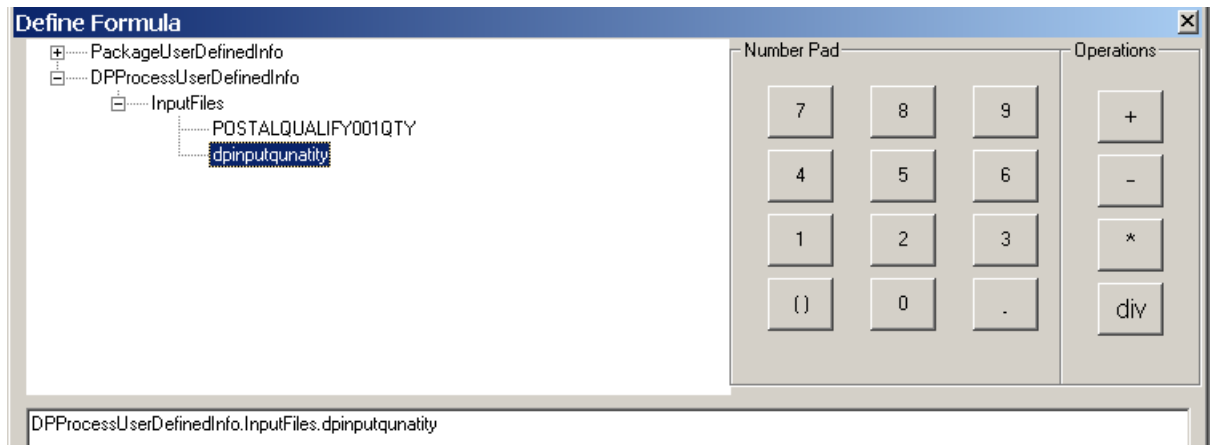 Define Formula
PackageUserDefinedInfo
DPProcessUserDefinedInfo
InputFiles
POSTALQUALIFY001QTY
dpinputqunatity
Number Pad
7 8 9
4 5 6
1 2 3
( ) 0 .
Operations
+
-
*
div
DPProcessUserDefinedInfo.InputFiles.dpinputqunatity